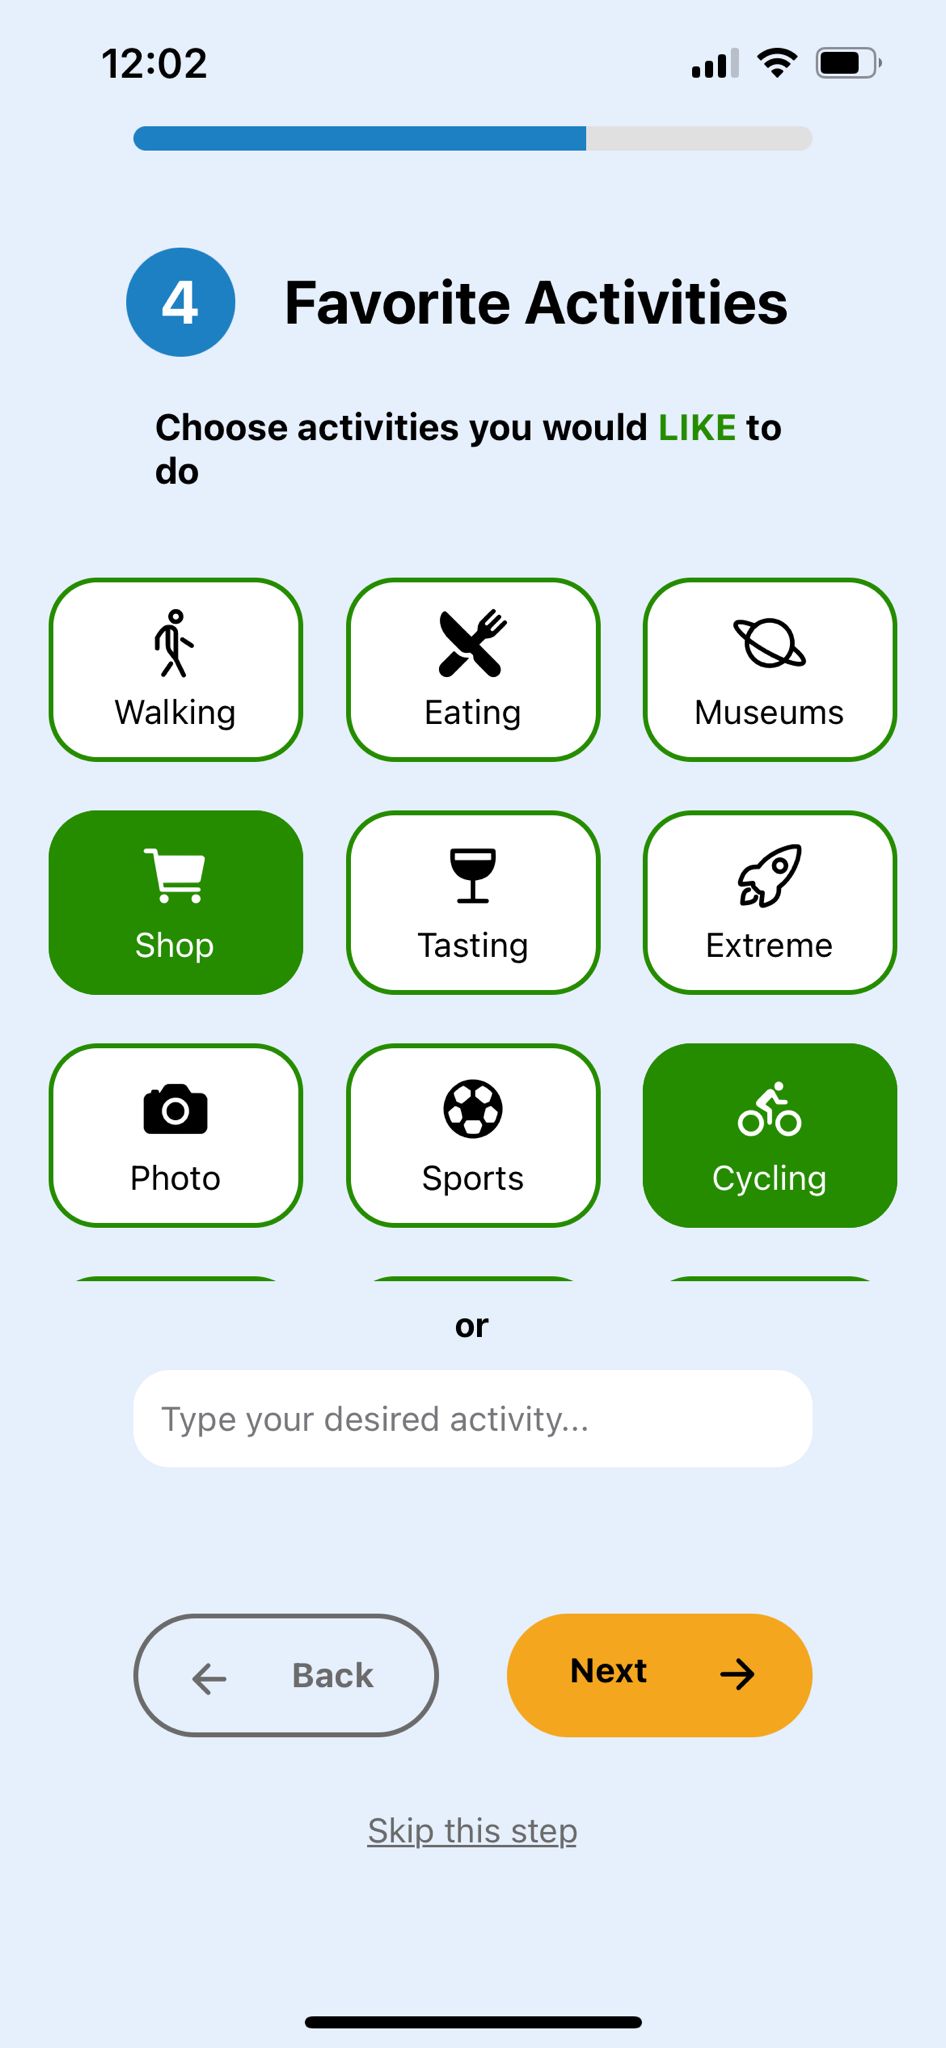 12:02
4 Favorite Activities
Choose activities you would LIKE to
do
Walking Eating Museums
Shop Tasting Extreme
Photo Sports Cycling
or
Type your desired activity...
Back Next
Skip this step